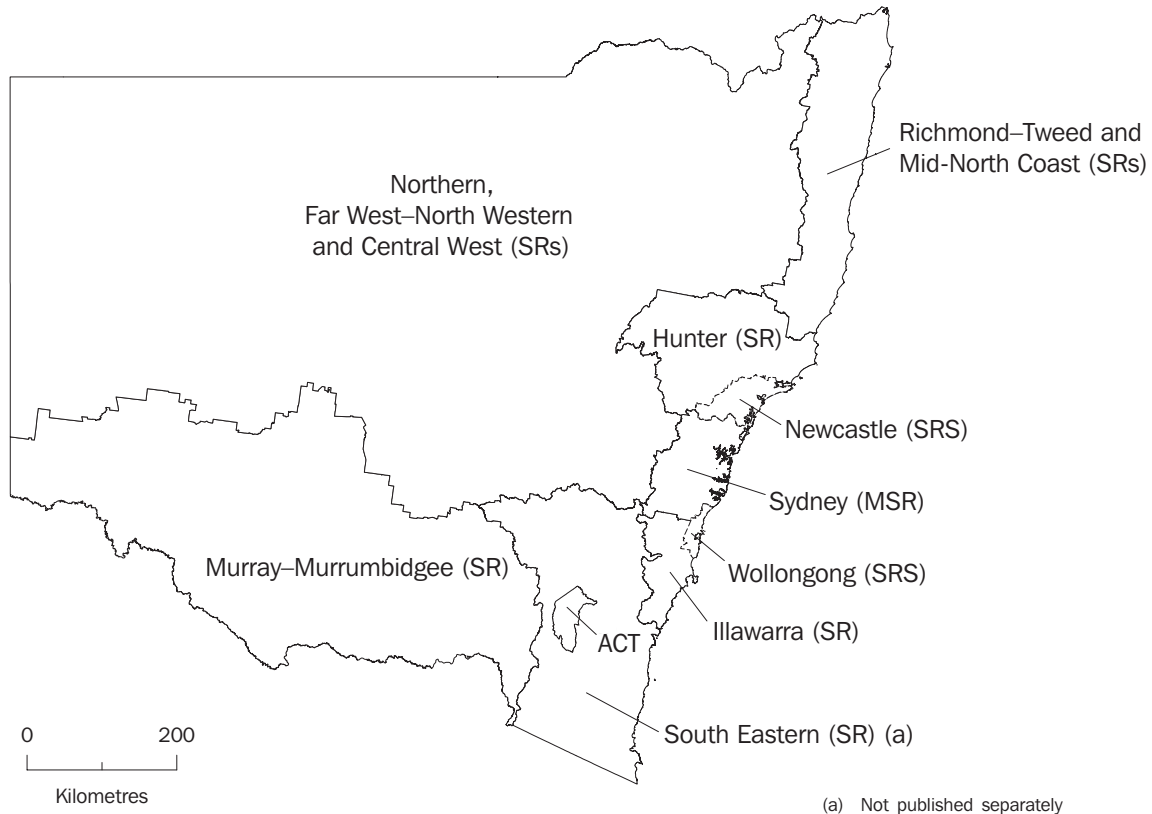 Richmond–Tweed and
Mid-North Coast (SRs)
Northern,
Far West–North Western
and Central West (SRs)
Hunter (SR)
Newcastle (SRS)
Sydney (MSR)
Murray–Murrumbidgee (SR)
Wollongong (SRS)
Illawarra (SR)
ACT
South Eastern (SR) (a)
0 200
Kilometres
(a) Not published separately